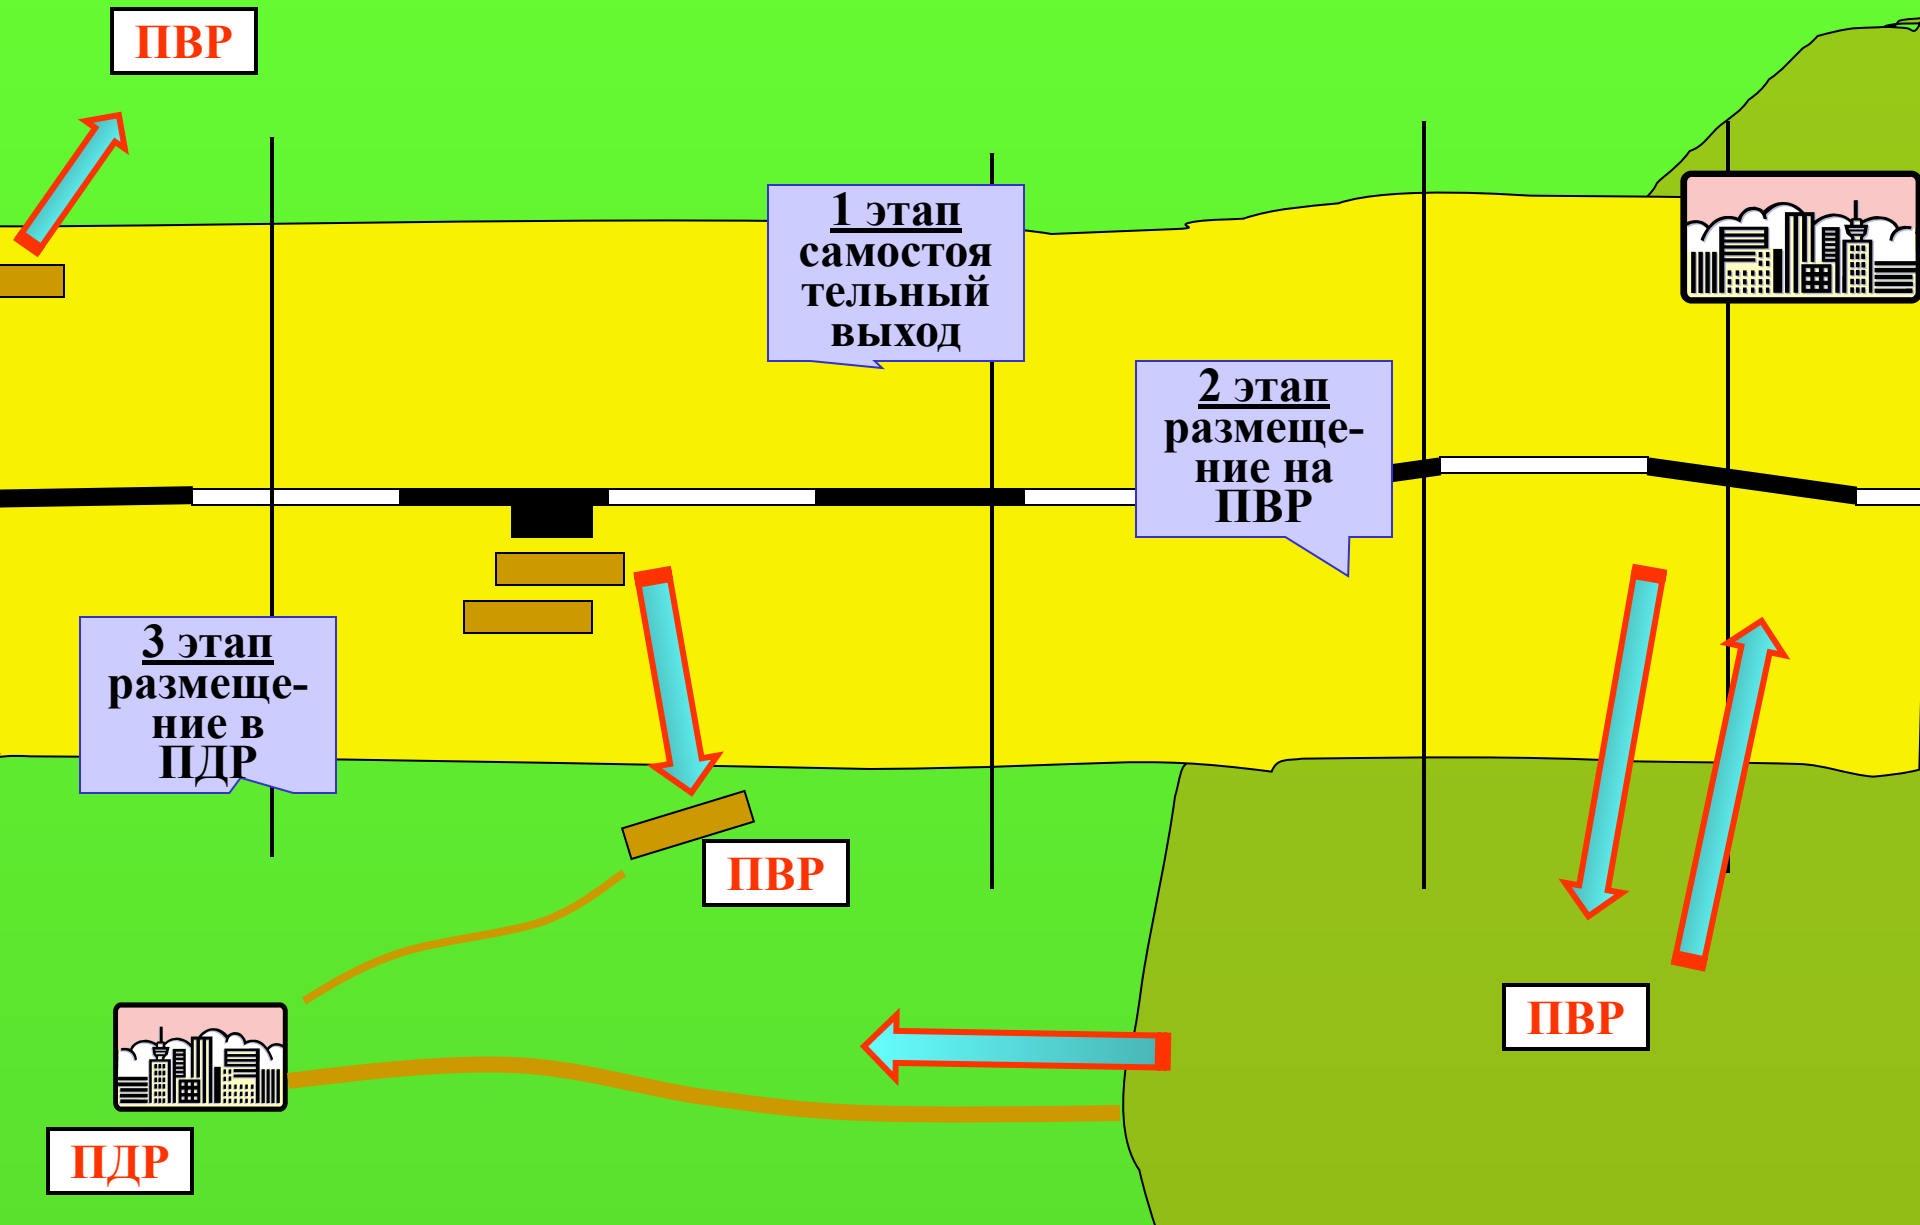 ПВР
1 этап
самостоя
тельный
выход
2 этап
размеще-
ние на
ПВР
3 этап
размеще-
ние в
ПДР
ПВР
ПВР
ПДР